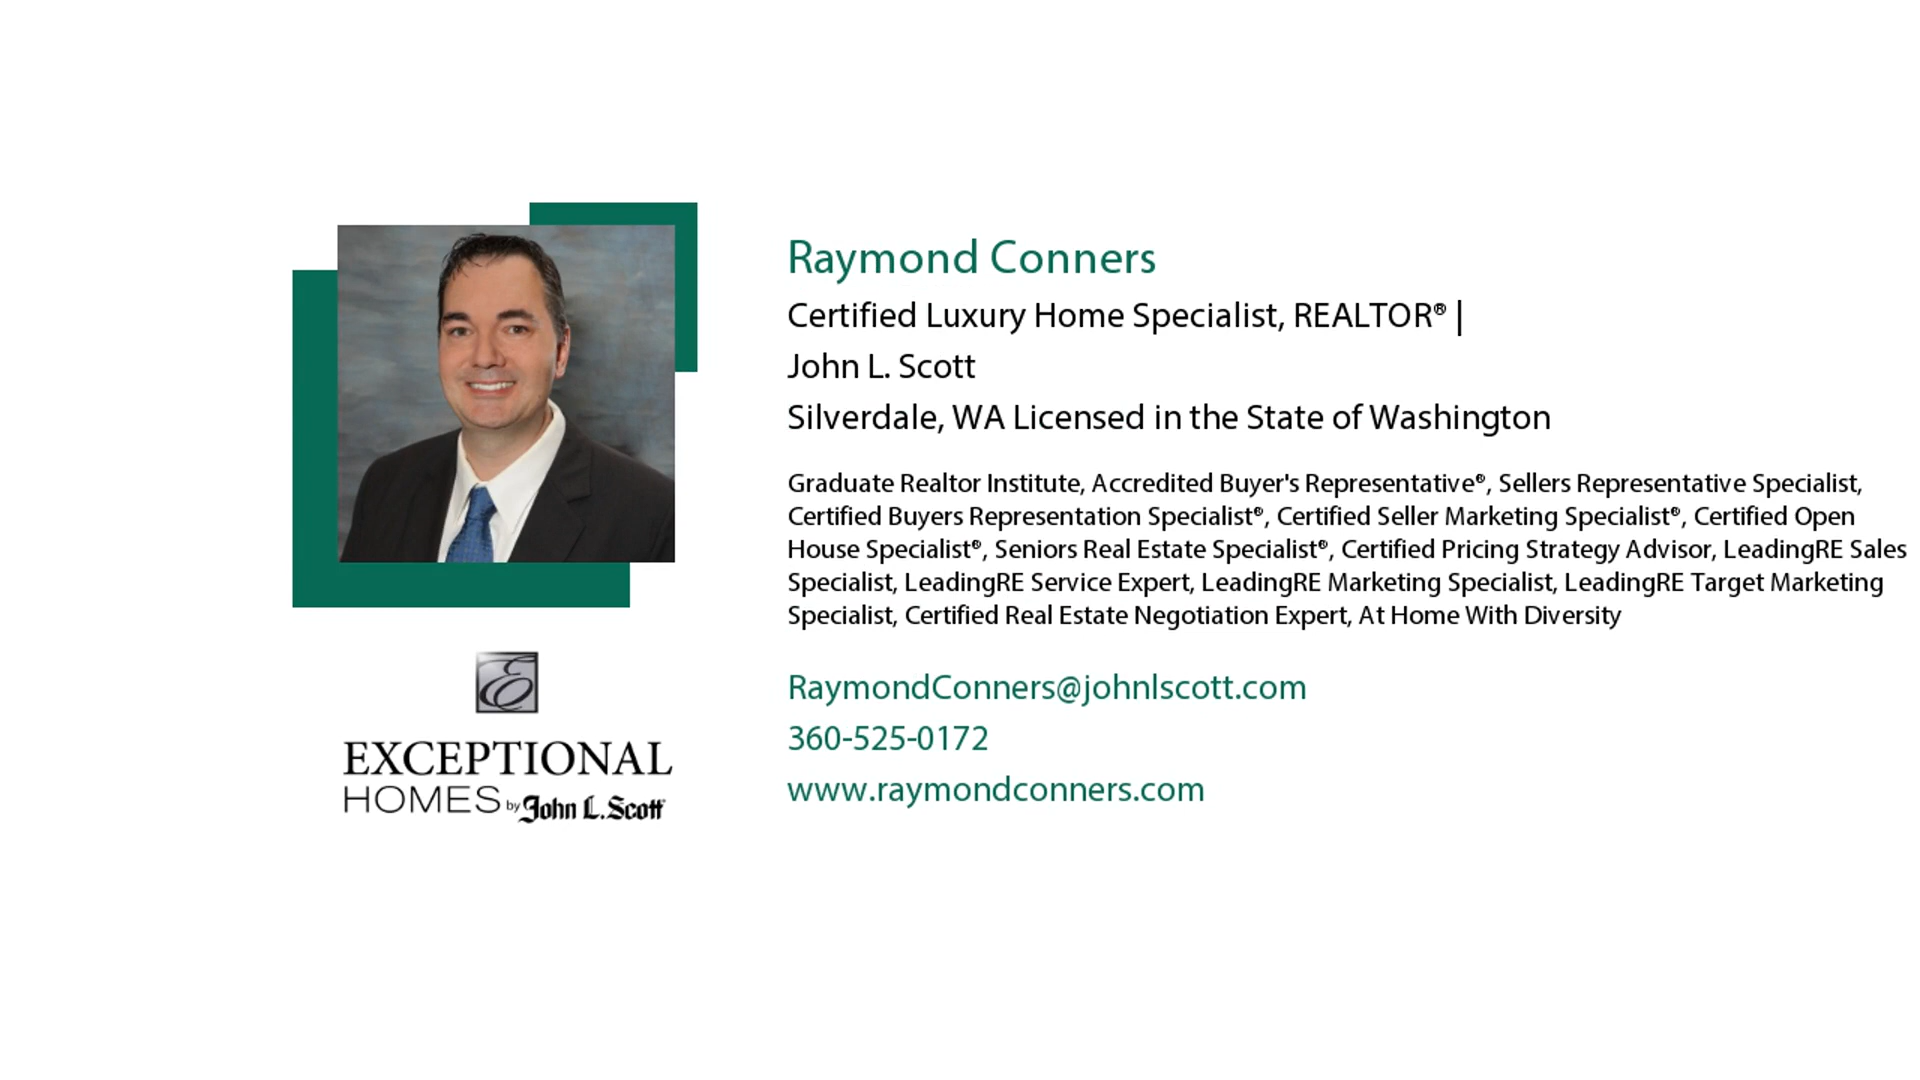 Raymond Conners
Certified Luxury Home Specialist, REALTOR® |
John L. Scott
Silverdale, WA Licensed in the State of Washington
Graduate Realtor Institute, Accredited Buyer's Representative®, Sellers Representative Specialist,
Certified Buyers Representation Specialist®, Certified Seller Marketing Specialist®, Certified Open
House Specialist®, Seniors Real Estate Specialist®, Certified Pricing Strategy Advisor, LeadingRE Sales
Specialist, LeadingRE Service Expert, LeadingRE Marketing Specialist, LeadingRE Target Marketing
Specialist, Certified Real Estate Negotiation Expert, At Home With Diversity
RaymondConners@johnlscott.com
360-525-0172
www.raymondconners.com
E
EXCEPTIONAL
HOMES by John L. Scott